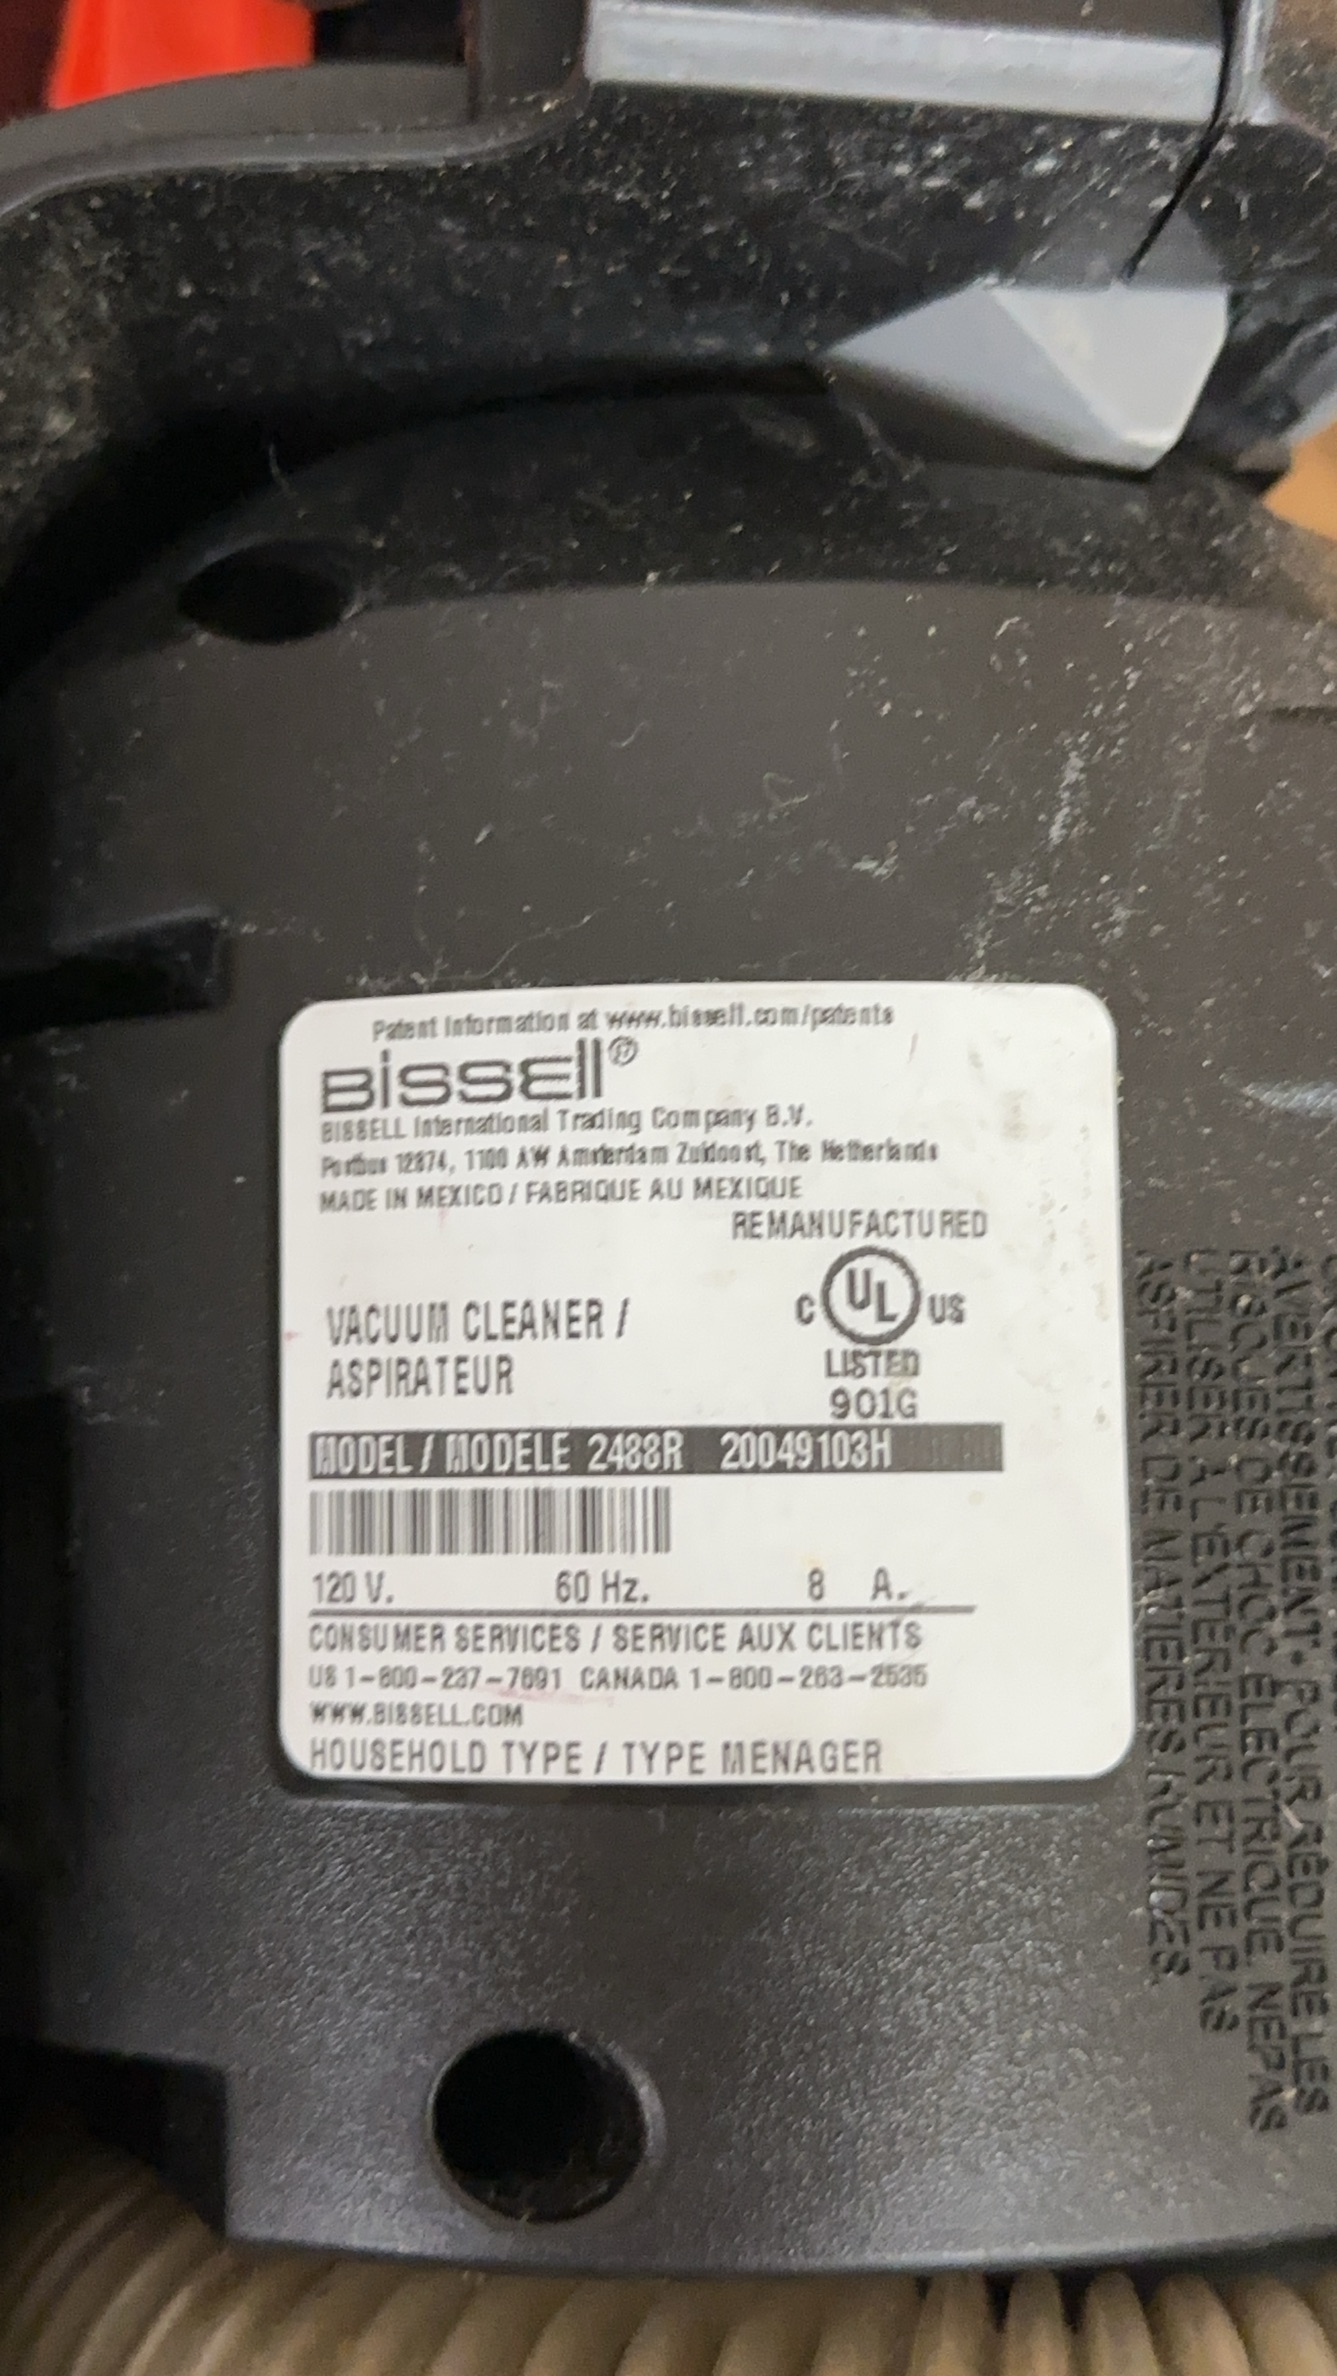 Patent Information at www.bissell.com/patents
BISSELL®
BISSELL International Trading Company B.V.
Postbus 12874, 1100 AW Amsterdam Zuidoost, The Netherlands
MADE IN MEXICO / FABRIQUE AU MEXIQUE
REMANUFACTURED
VACUUM CLEANER /
ASPIRATEUR
C UL US
LISTED
901G
MODEL / MODELE 2488R 20049103H
120 V. 60 Hz. 8 A.
CONSUMER SERVICES / SERVICE AUX CLIENTS
US 1-800-237-7691 CANADA 1-800-263-2535
WWW.BISSELL.COM
HOUSEHOLD TYPE / TYPE MENAGER
AVERTISSEMENT • POUR RÉDUIRE LES
RISQUES DE CHOC ÉLECTRIQUE, NE PAS
UTILISER À L'EXTÉRIEUR ET NE PAS
ASPIRER DE MATIÈRES HUMIDES.